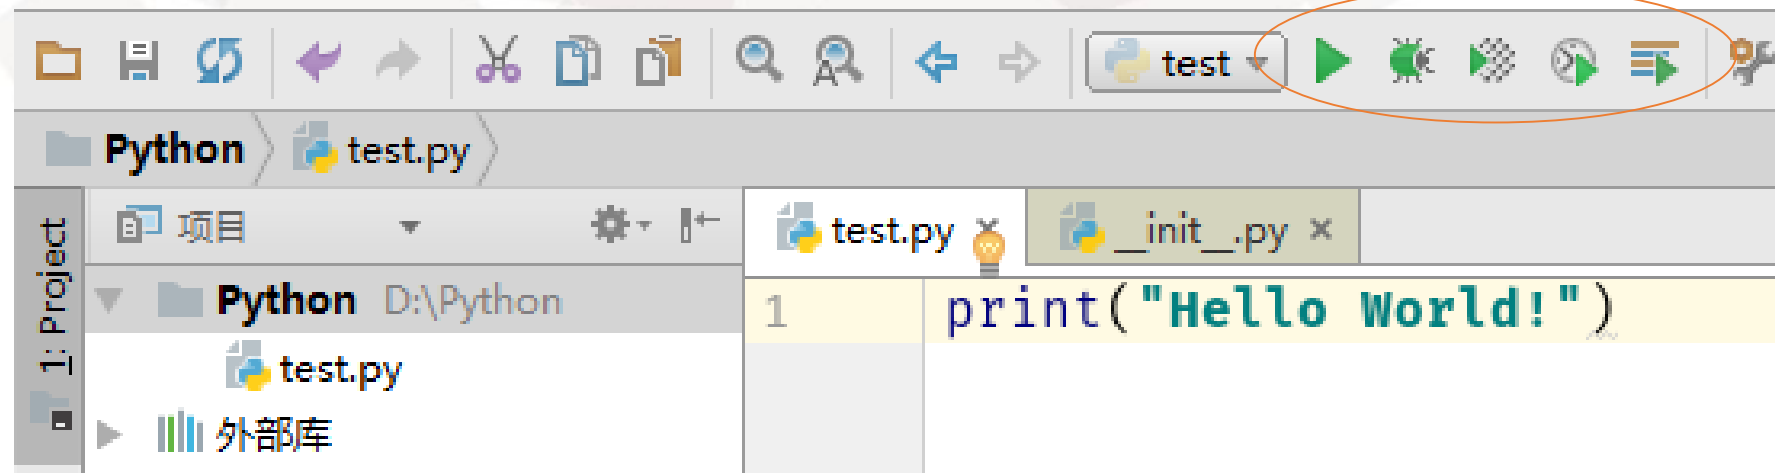 test
Python test.py
1: Project
项目
test.py __init__.py
Python D:\Python
test.py
外部库
1 print("Hello World!")